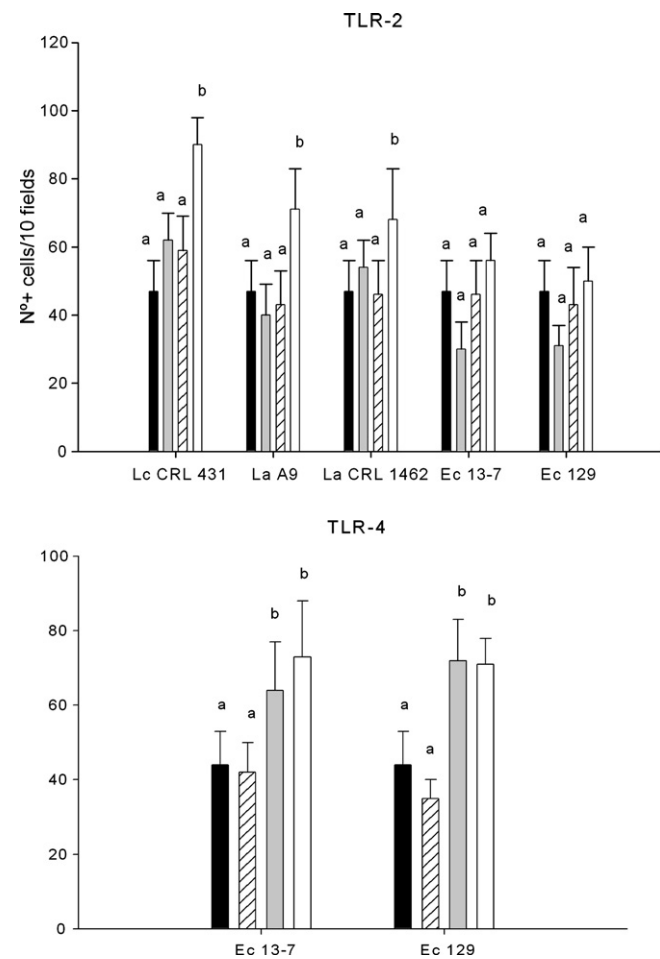 TLR-2
120
100
80
60
40
20
0
Nº+ cells/10 fields
a a a b
a a a b
a a a b
a a a a
a a a a
Lc CRL 431 La A9 La CRL 1462 Ec 13-7 Ec 129
TLR-4
100
80
60
40
20
0
a a b b
a a b b
Ec 13-7 Ec 129